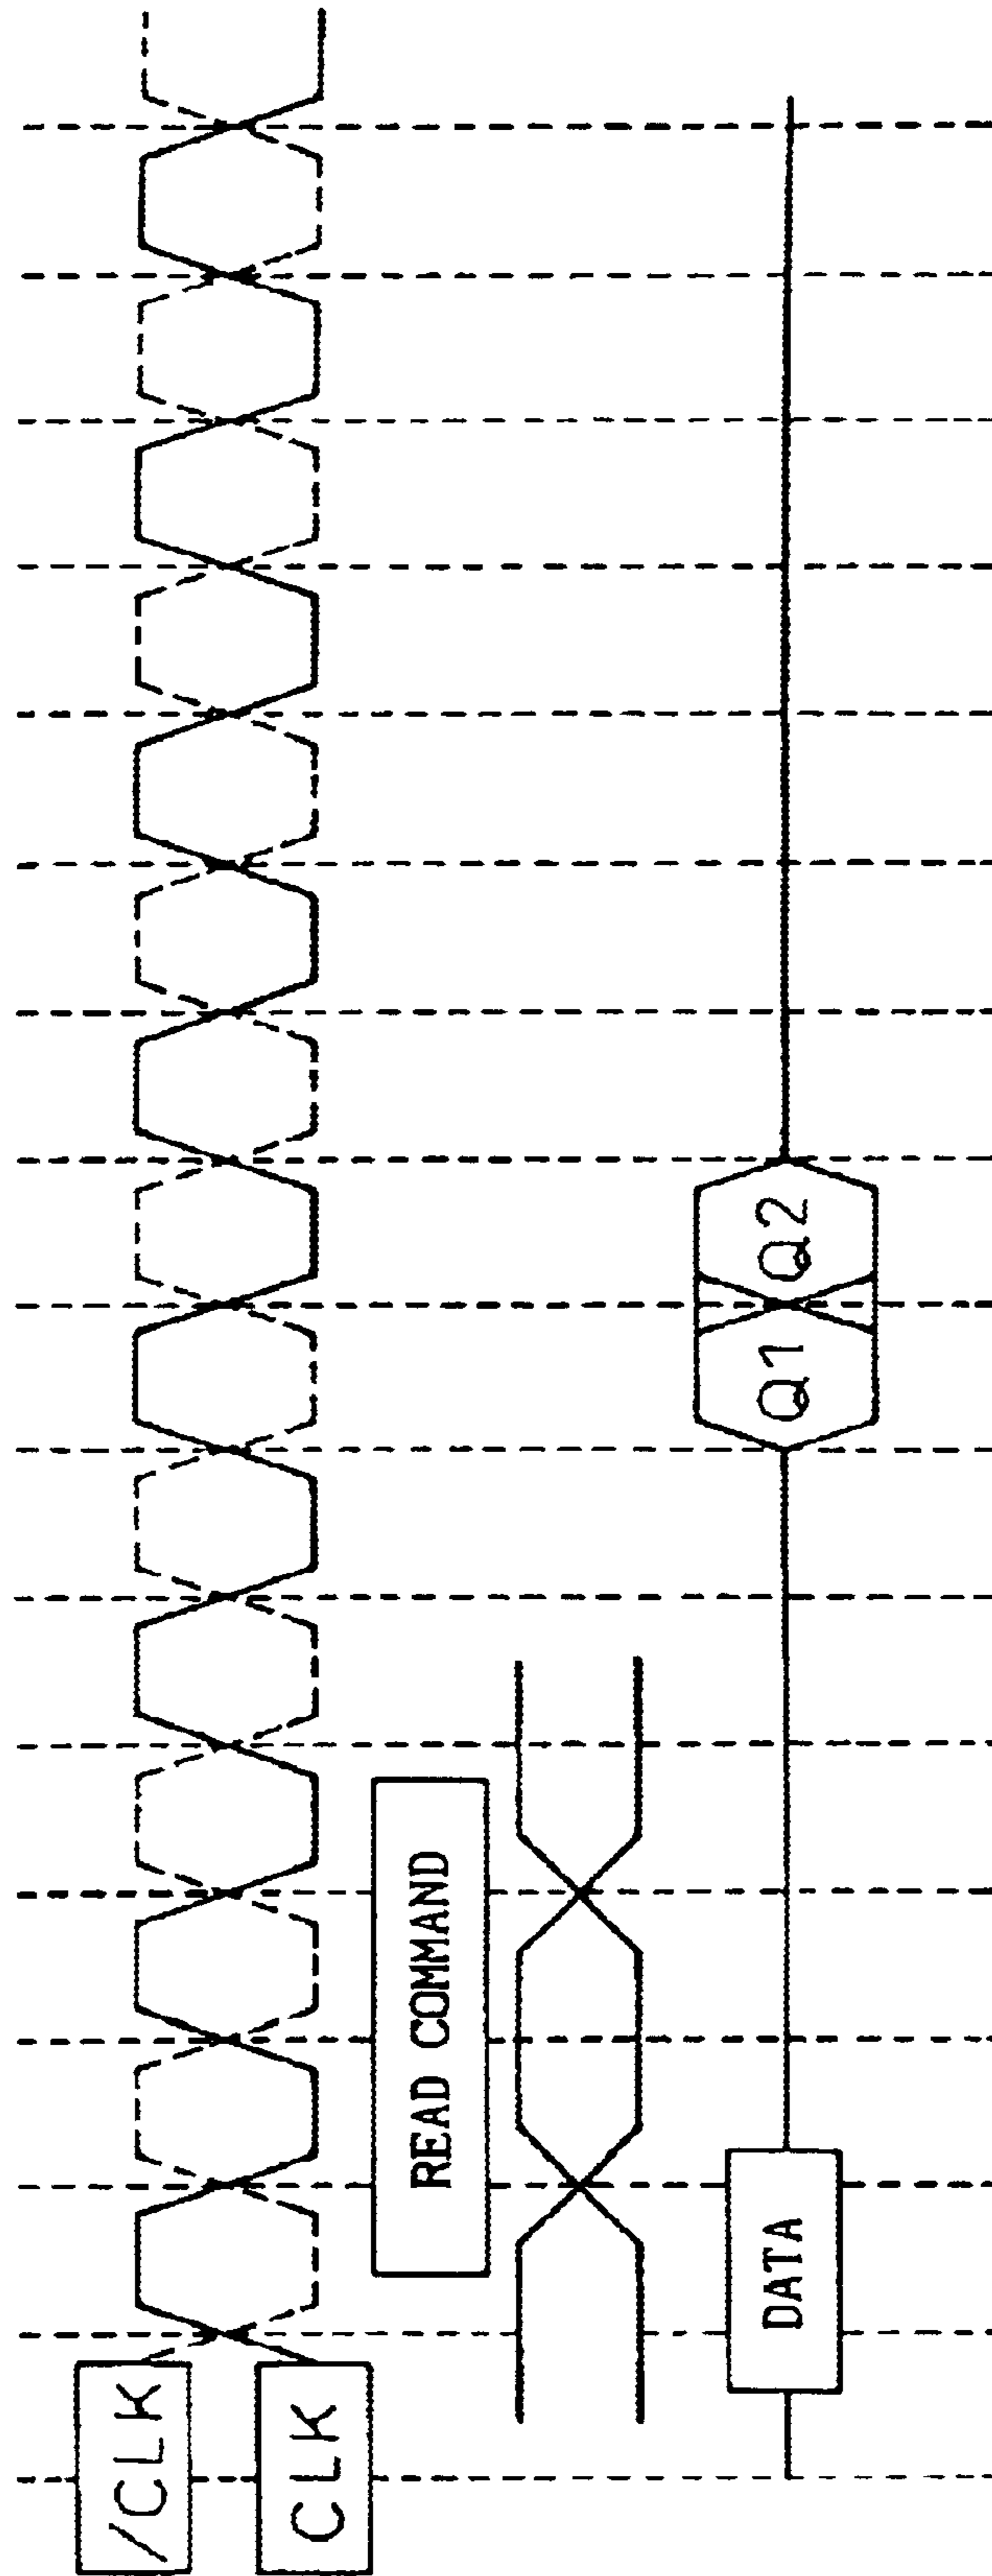 /CLK
CLK
READ COMMAND
DATA
Q1
Q2